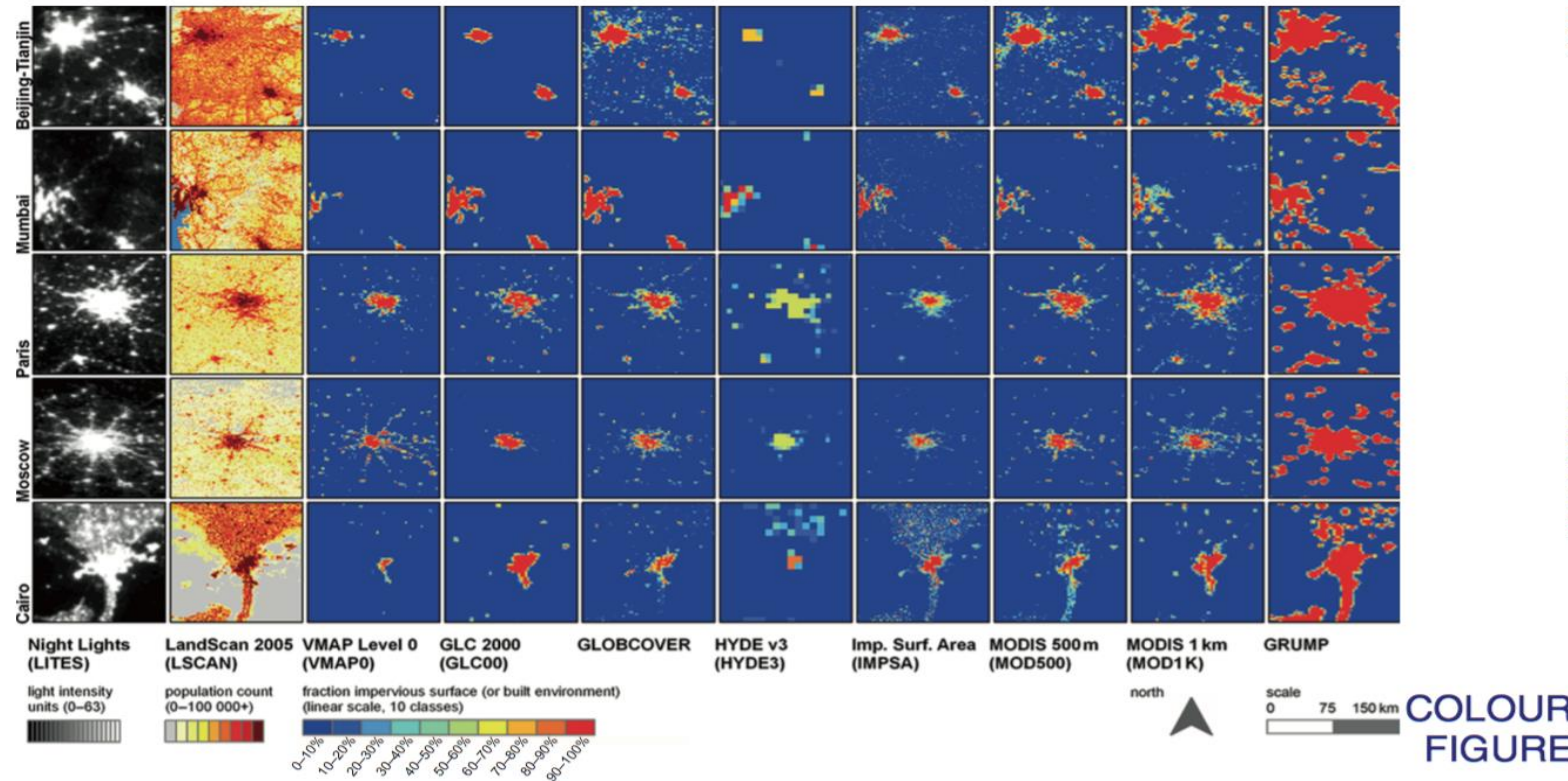 Beijing-Tianjin
Mumbai
Paris
Moscow
Cairo
Night Lights (LITES)
LandScan 2005 (LSCAN)
VMAP Level 0 (VMAP0)
GLC 2000 (GLC00)
GLOBCOVER
HYDE v3 (HYDE3)
Imp. Surf. Area (IMPSA)
MODIS 500m (MOD500)
MODIS 1 km (MOD1K)
GRUMP
light intensity
units (0–63)
population count
(0–100 000+)
fraction impervious surface (or built environment)
(linear scale, 10 classes)
0–10%
10–20%
20–30%
30–40%
40–50%
50–60%
60–70%
70–80%
80–90%
90–100%
north
scale
0 75 150 km
COLOUR
FIGURE